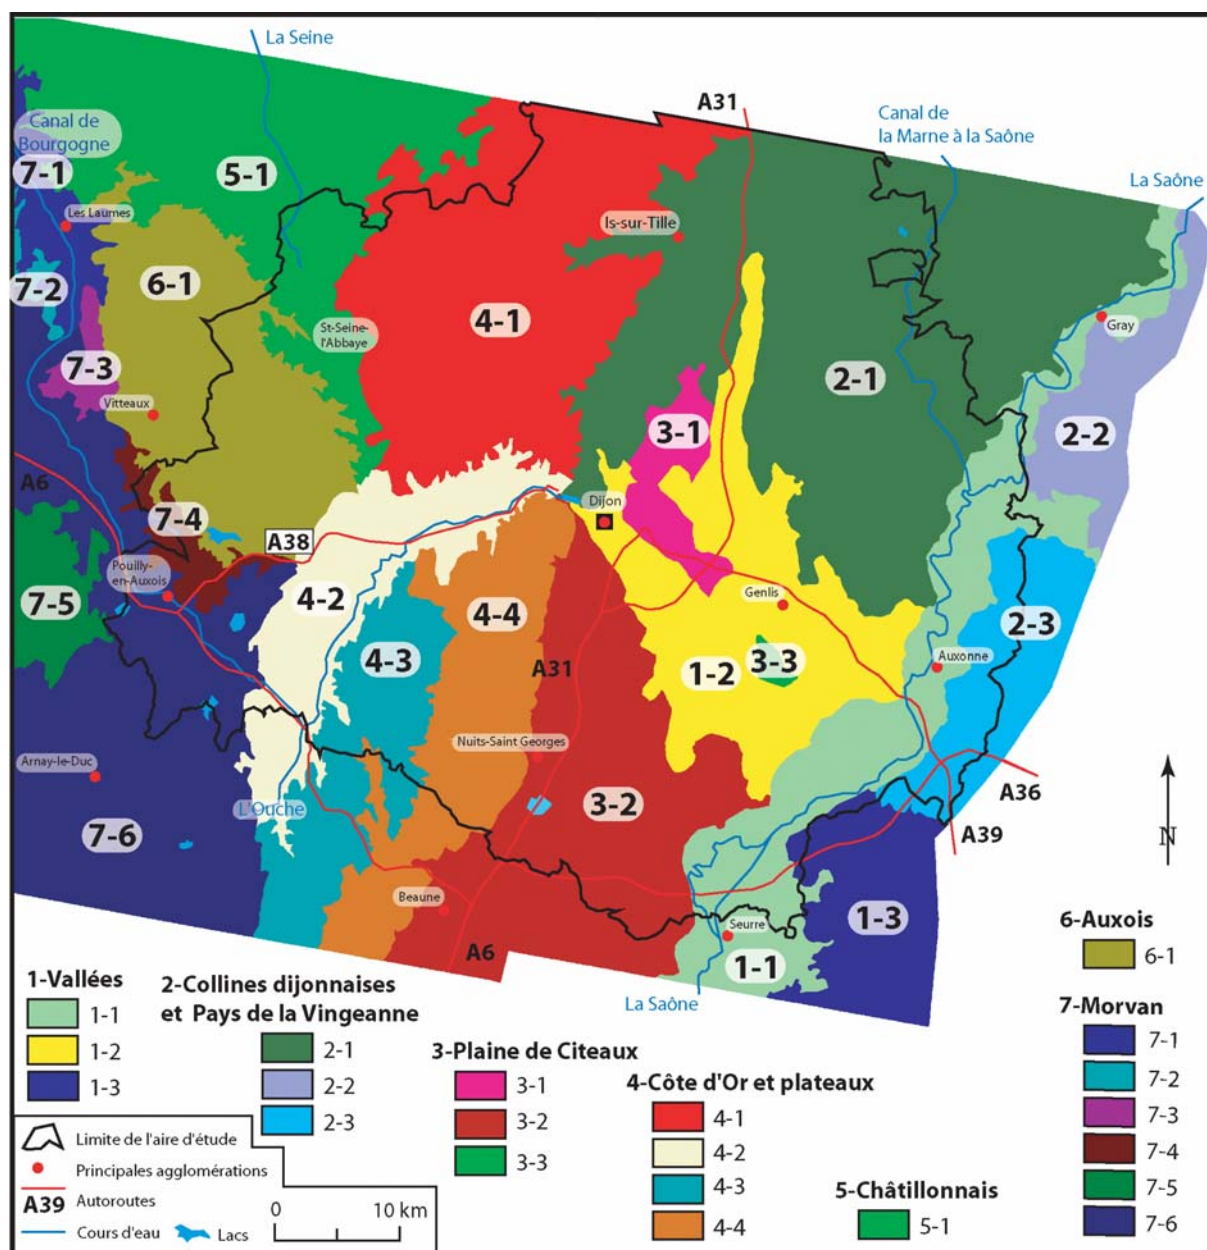 La Seine
A31
Canal de
la Marne à la Saône
Canal de
Bourgogne
La Saône
7-1
5-1
Les Laumes
Is-sur-Tille
7-2
6-1
4-1
St-Seine-
l'Abbaye
Gray
7-3
2-1
Vitteaux
3-1
2-2
A6
7-4
Dijon
A38
Pouilly-
en-Auxois
7-5
4-2
4-4
Genlis
2-3
4-3
A31
1-2
3-3
Auxonne
Nuits-Saint Georges
Arnay-le-Duc
L'Ouche
3-2
A36
7-6
A39
N
Beaune
1-3
Seurre
A6
1-1
La Saône
1-Vallées
1-1
1-2
1-3
2-Collines dijonnaises
et Pays de la Vingeanne
2-1
2-2
2-3
3-Plaine de Citeaux
3-1
3-2
3-3
4-Côte d'Or et plateaux
4-1
4-2
4-3
4-4
5-Châtillonnais
5-1
6-Auxois
6-1
7-Morvan
7-1
7-2
7-3
7-4
7-5
7-6
Limite de l'aire d'étude
Principales agglomérations
A39 Autoroutes
Cours d'eau Lacs
0 10 km